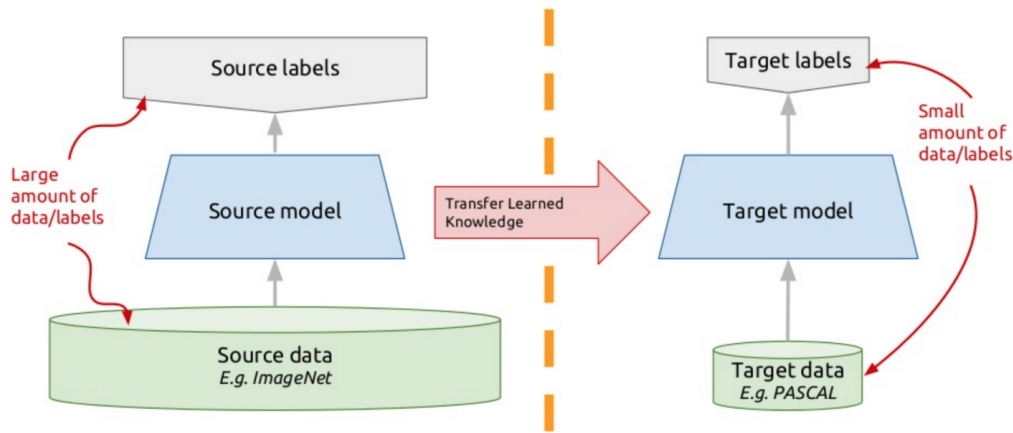 Source labels
Large
amount of
data/labels
Source model
Source data
E.g. ImageNet
Transfer Learned
Knowledge
Target labels
Small
amount of
data/labels
Target model
Target data
E.g. PASCAL